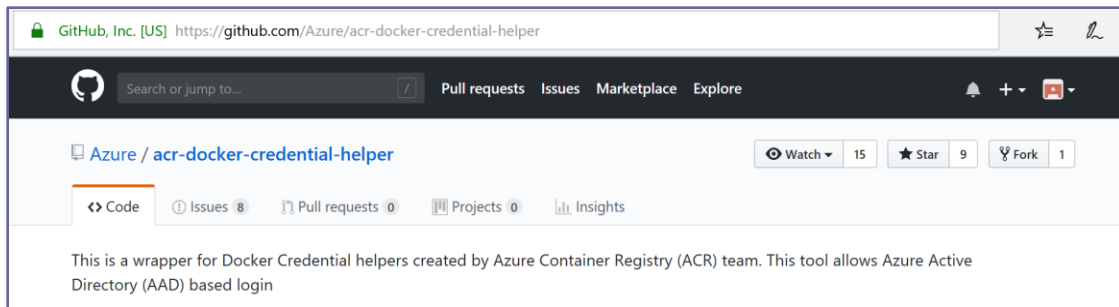 GitHub, Inc. [US] https://github.com/Azure/acr-docker-credential-helper
Search or jump to... / Pull requests Issues Marketplace Explore
Azure / acr-docker-credential-helper Watch 15 Star 9 Fork 1
<> Code Issues 8 Pull requests 0 Projects 0 Insights
This is a wrapper for Docker Credential helpers created by Azure Container Registry (ACR) team. This tool allows Azure Active
Directory (AAD) based login